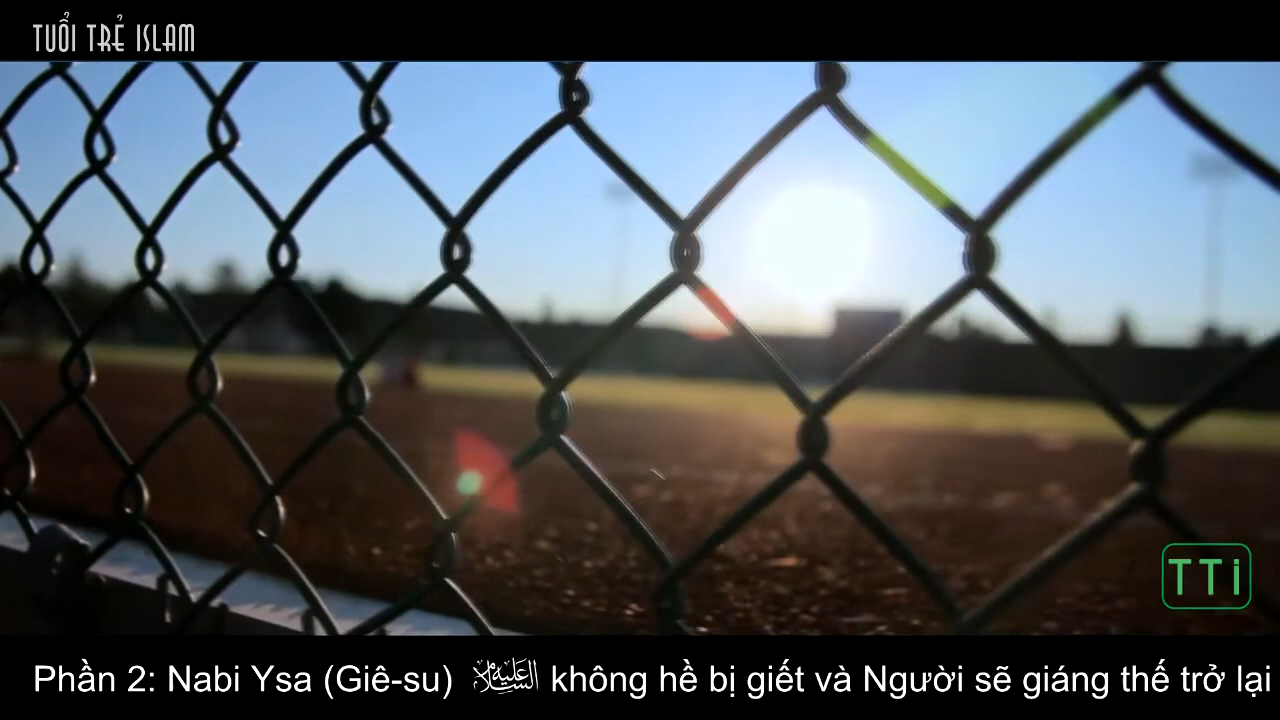 TUỔI TRẺ ISLAM
TTi
Phần 2: Nabi Ysa (Giê-su) عليه السلام không hề bị giết và Người sẽ giáng thế trở lại